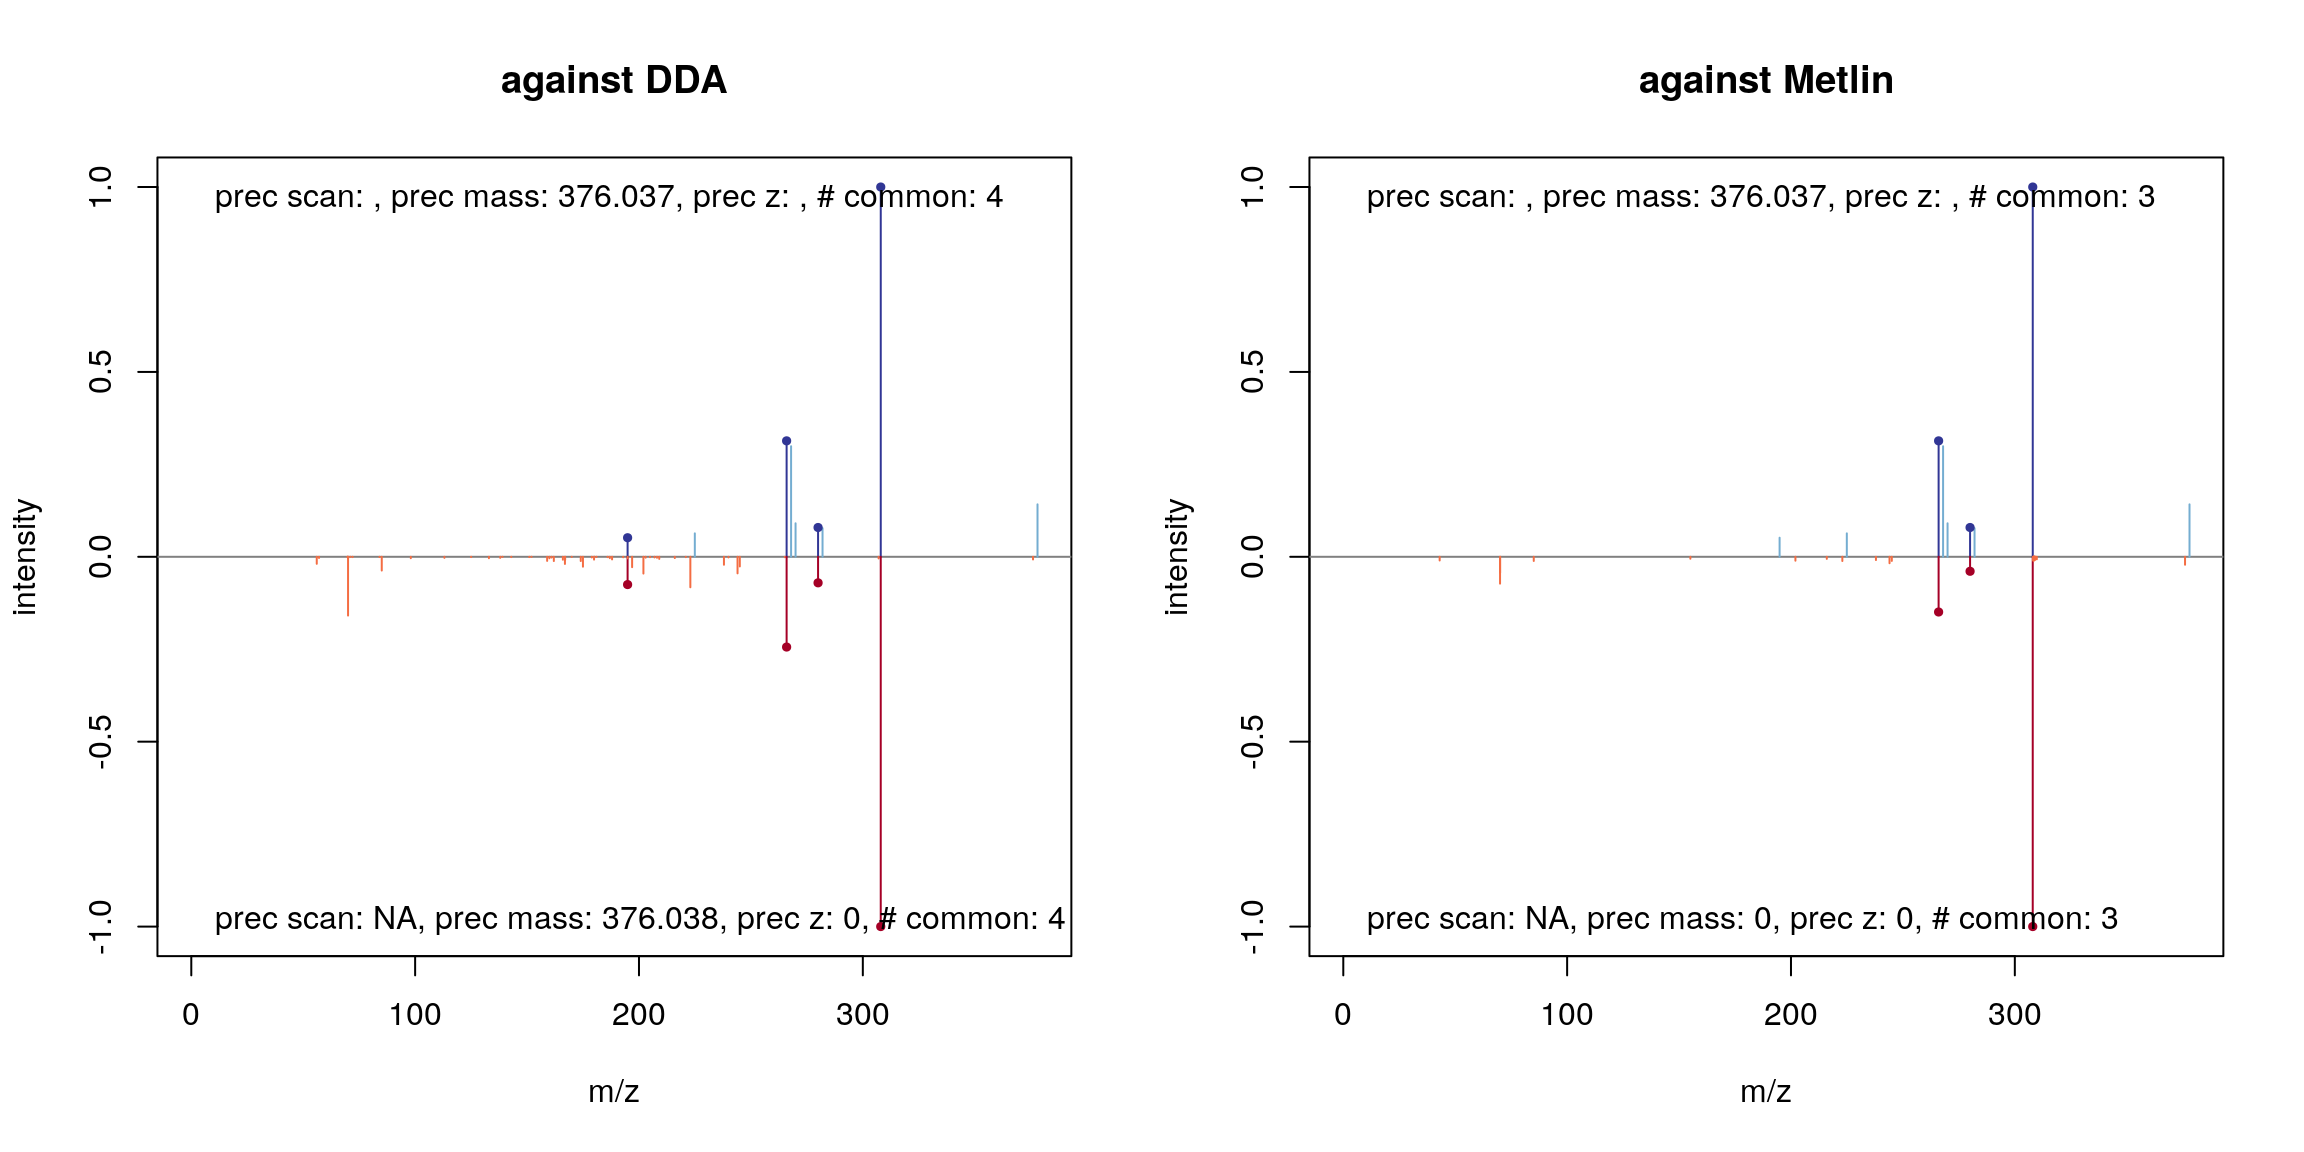 against DDA
prec scan: , prec mass: 376.037, prec z: , # common: 4
1.0
0.5
0.0
-0.5
-1.0
intensity
prec scan: NA, prec mass: 376.038, prec z: 0, # common: 4
0 100 200 300
m/z
against Metlin
prec scan: , prec mass: 376.037, prec z: , # common: 3
1.0
0.5
0.0
-0.5
-1.0
intensity
prec scan: NA, prec mass: 0, prec z: 0, # common: 3
0 100 200 300
m/z